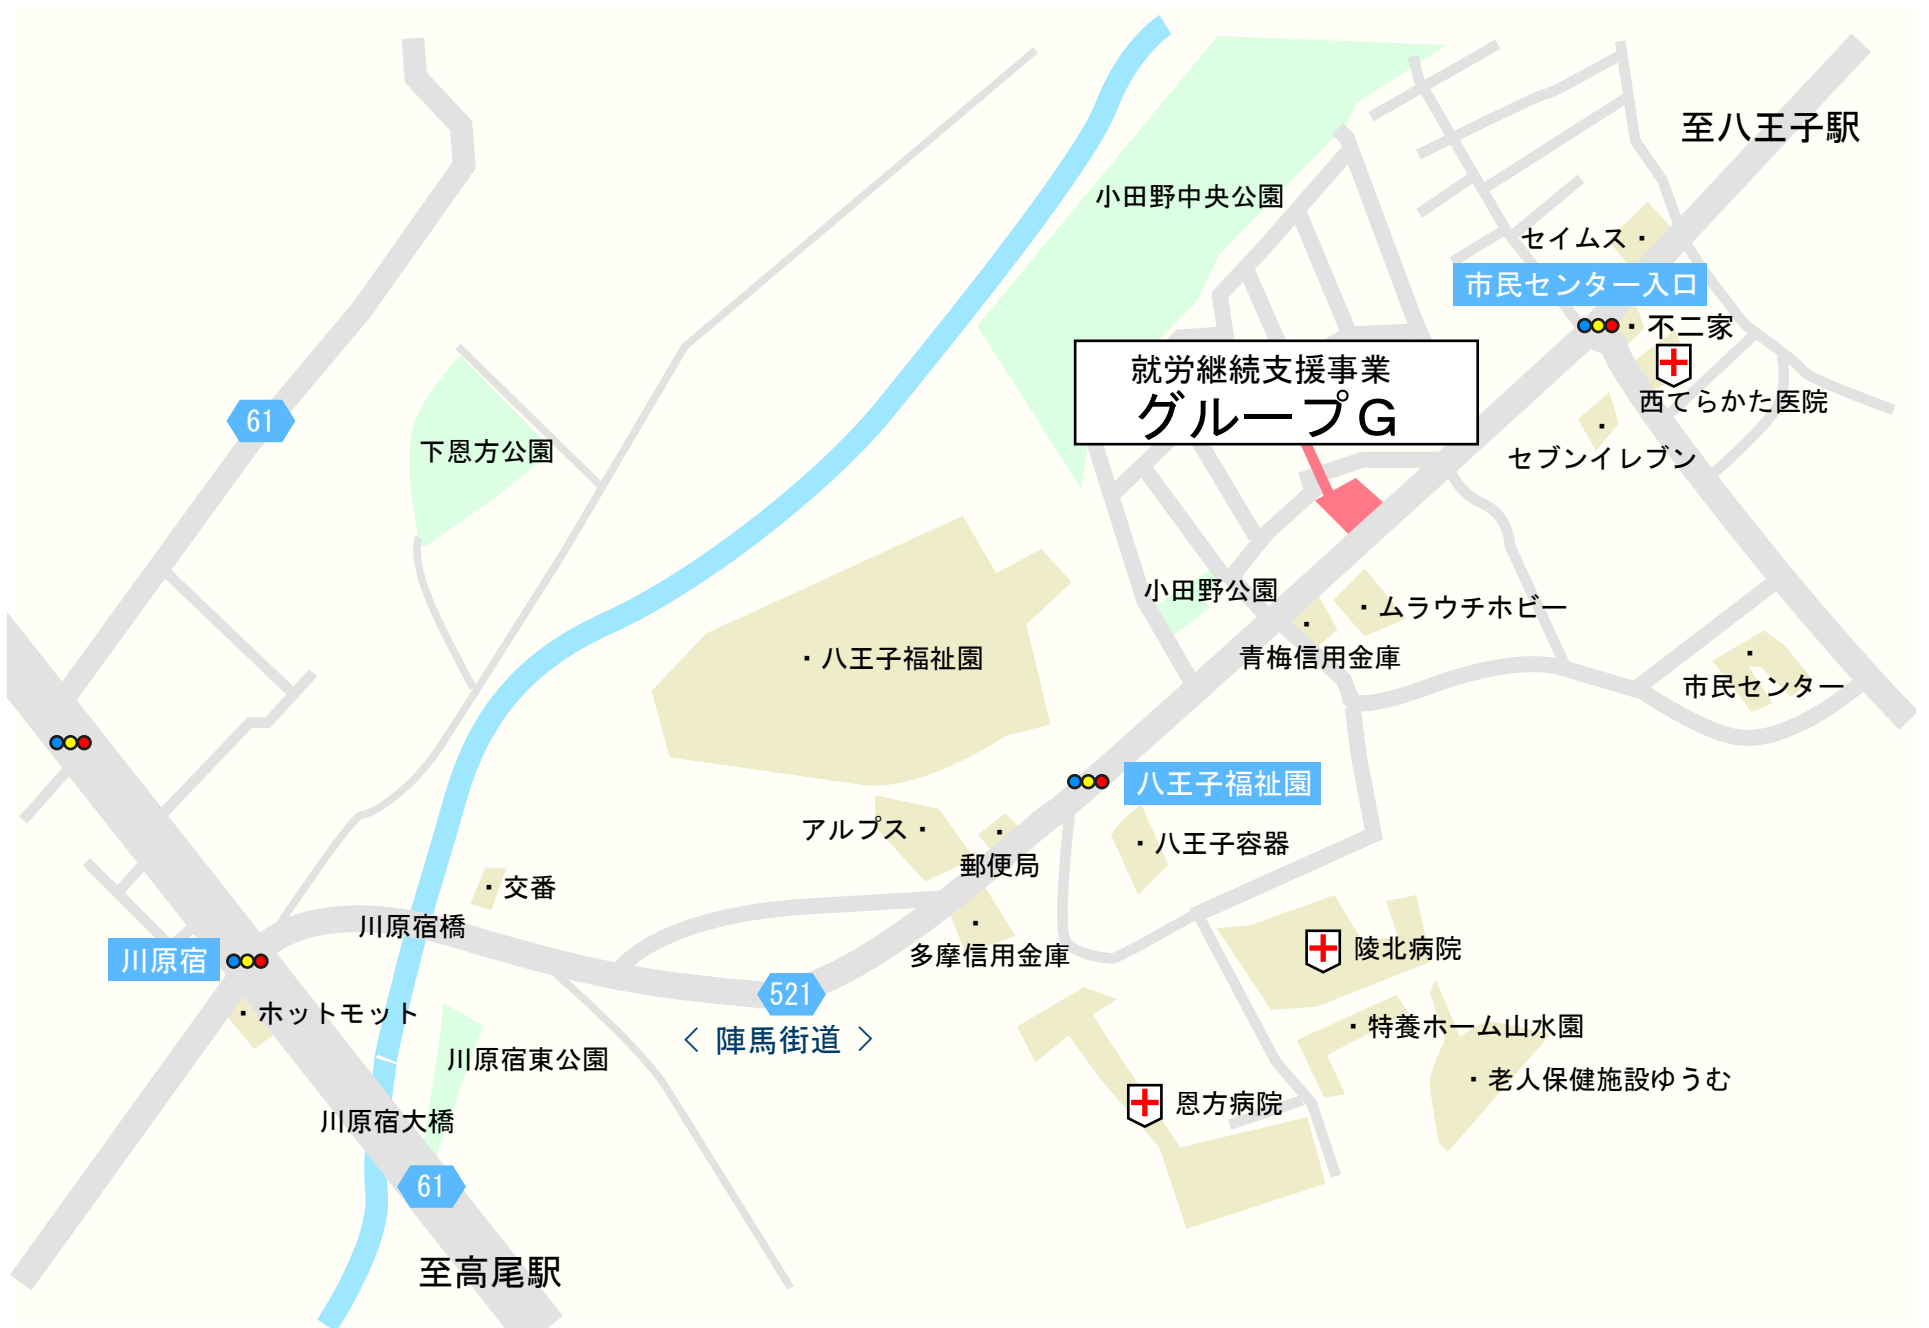 至八王子駅
小田野中央公園
セイムス
市民センター入口
不二家
就労継続支援事業
グループG
西てらかた医院
61
下恩方公園
セブンイレブン
小田野公園
ムラウチホビー
八王子福祉園
青梅信用金庫
市民センター
八王子福祉園
アルプス
八王子容器
郵便局
交番
川原宿橋
陵北病院
多摩信用金庫
川原宿
521
ホットモット
特養ホーム山水園
< 陣馬街道 >
川原宿東公園
老人保健施設ゆうむ
恩方病院
川原宿大橋
61
至高尾駅